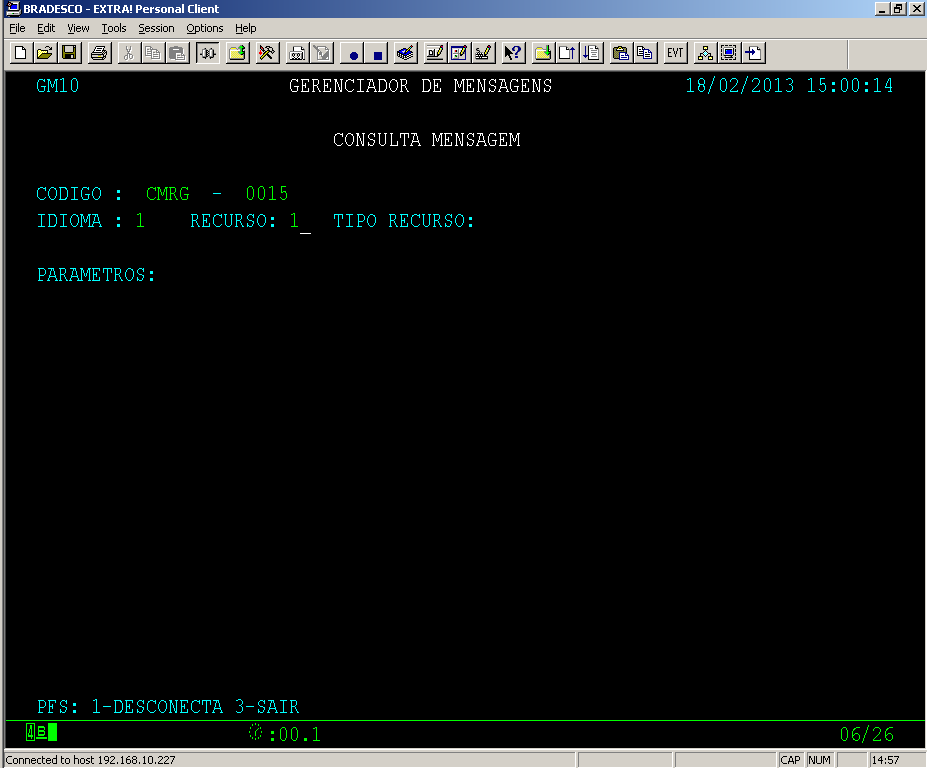 BRADESCO - EXTRA! Personal Client
File Edit View Tools Session Options Help
EVT
GM10 GERENCIADOR DE MENSAGENS 18/02/2013 15:00:14
CONSULTA MENSAGEM
CODIGO : CMRG - 0015
IDIOMA : 1 RECURSO: 1_ TIPO RECURSO:
PARAMETROS:
PFS: 1-DESCONECTA 3-SAIR
4B :00.1 06/26
Connected to host 192.168.10.227 CAP NUM 14:57